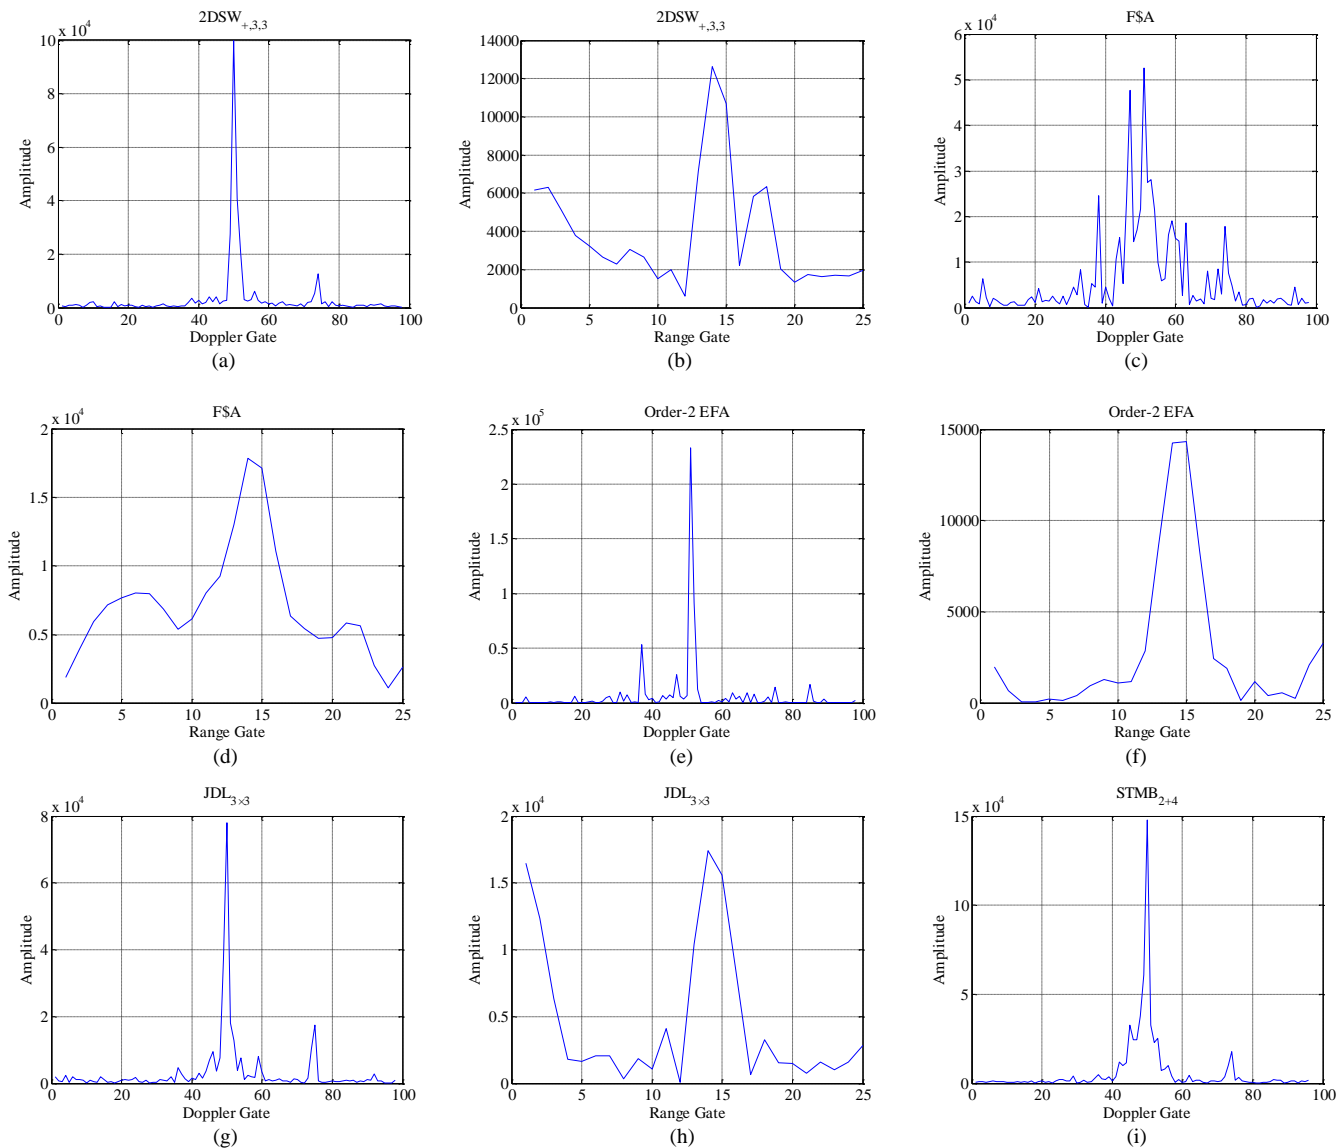 2DSW+,3,3
x 10^4
10
8
6
4
2
0
0 20 40 60 80 100
Amplitude
Doppler Gate
(a)
2DSW+,3,3
14000
12000
10000
8000
6000
4000
2000
0
0 5 10 15 20 25
Amplitude
Range Gate
(b)
F$A
x 10^4
6
5
4
3
2
1
0
0 20 40 60 80 100
Amplitude
Doppler Gate
(c)
F$A
x 10^4
2
1.5
1
0.5
0
0 5 10 15 20 25
Amplitude
Range Gate
(d)
Order-2 EFA
x 10^5
2.5
2
1.5
1
0.5
0
0 20 40 60 80 100
Amplitude
Doppler Gate
(e)
Order-2 EFA
15000
10000
5000
0
0 5 10 15 20 25
Amplitude
Range Gate
(f)
JDL3×3
x 10^4
8
6
4
2
0
0 20 40 60 80 100
Amplitude
Doppler Gate
(g)
JDL3×3
x 10^4
2
1.5
1
0.5
0
0 5 10 15 20 25
Amplitude
Range Gate
(h)
STMB2+4
x 10^4
15
10
5
0
0 20 40 60 80 100
Amplitude
Doppler Gate
(i)